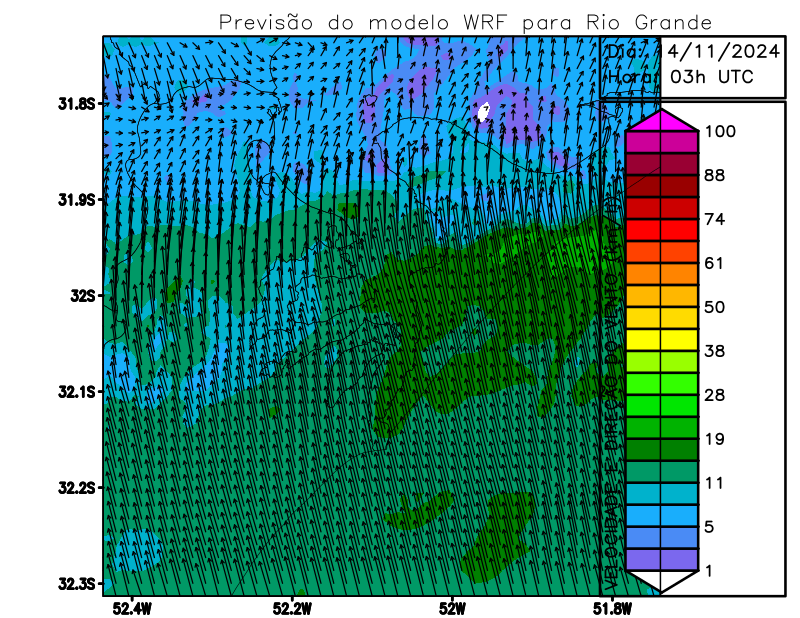 Previsão do modelo WRF para Rio Grande
Dia: 4/11/2024
Hora: 03h UTC
31.8S
31.9S
32S
32.1S
32.2S
32.3S
52.4W
52.2W
52W
51.8W
100
88
74
61
50
38
28
19
11
5
1
VELOCIDADE E DIREÇÃO DO VENTO (km/h)